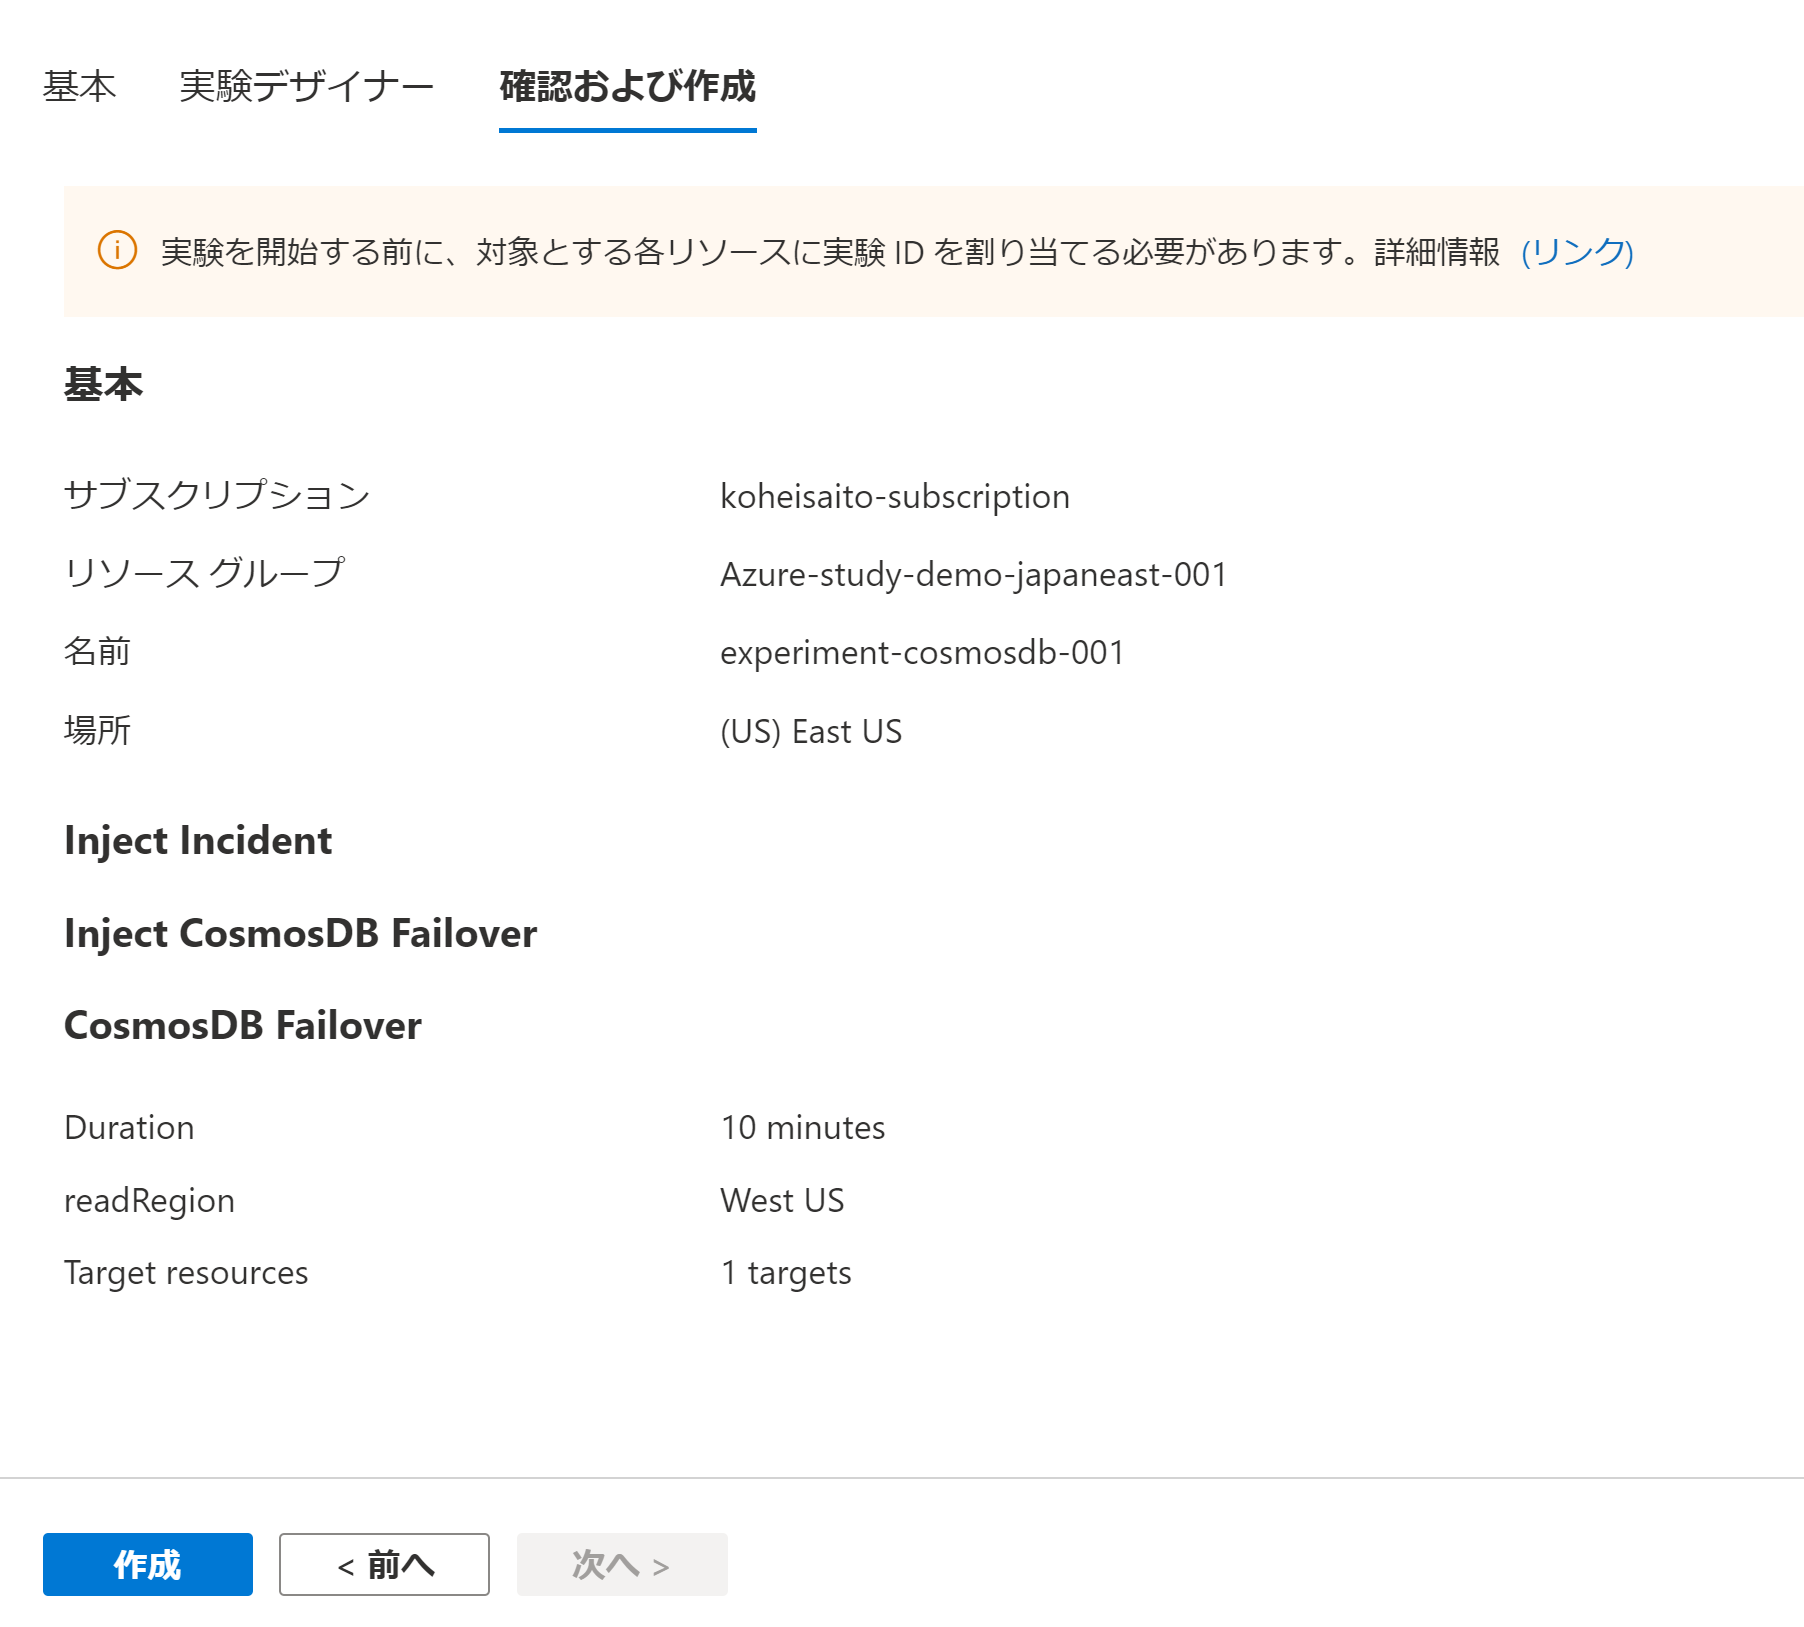 基本 実験デザイナー 確認および作成
実験を開始する前に、対象とする各リソースに実験 ID を割り当てる必要があります。詳細情報 (リンク)
基本
サブスクリプション koheisaito-subscription
リソース グループ Azure-study-demo-japaneast-001
名前 experiment-cosmosdb-001
場所 (US) East US
Inject Incident
Inject CosmosDB Failover
CosmosDB Failover
Duration 10 minutes
readRegion West US
Target resources 1 targets
作成 < 前へ 次へ >